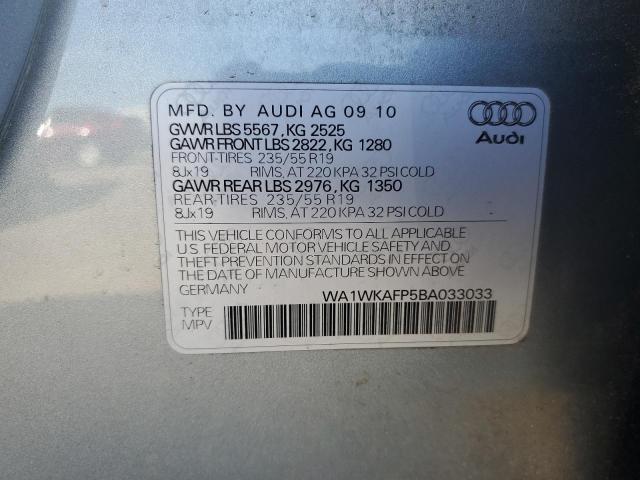 MFD. BY AUDI AG 09 10
GVWR LBS 5567, KG 2525
GAWR FRONT LBS 2822, KG 1280
FRONT-TIRES 235/55 R19
8Jx19 RIMS, AT 220 KPA 32 PSI COLD
GAWR REAR LBS 2976, KG 1350
REAR-TIRES 235/55 R19
8Jx19 RIMS, AT 220 KPA 32 PSI COLD
Audi
THIS VEHICLE CONFORMS TO ALL APPLICABLE
U.S. FEDERAL MOTOR VEHICLE SAFETY AND
THEFT PREVENTION STANDARDS IN EFFECT ON
THE DATE OF MANUFACTURE SHOWN ABOVE
GERMANY WA1WKAFP5BA033033
TYPE
MPV